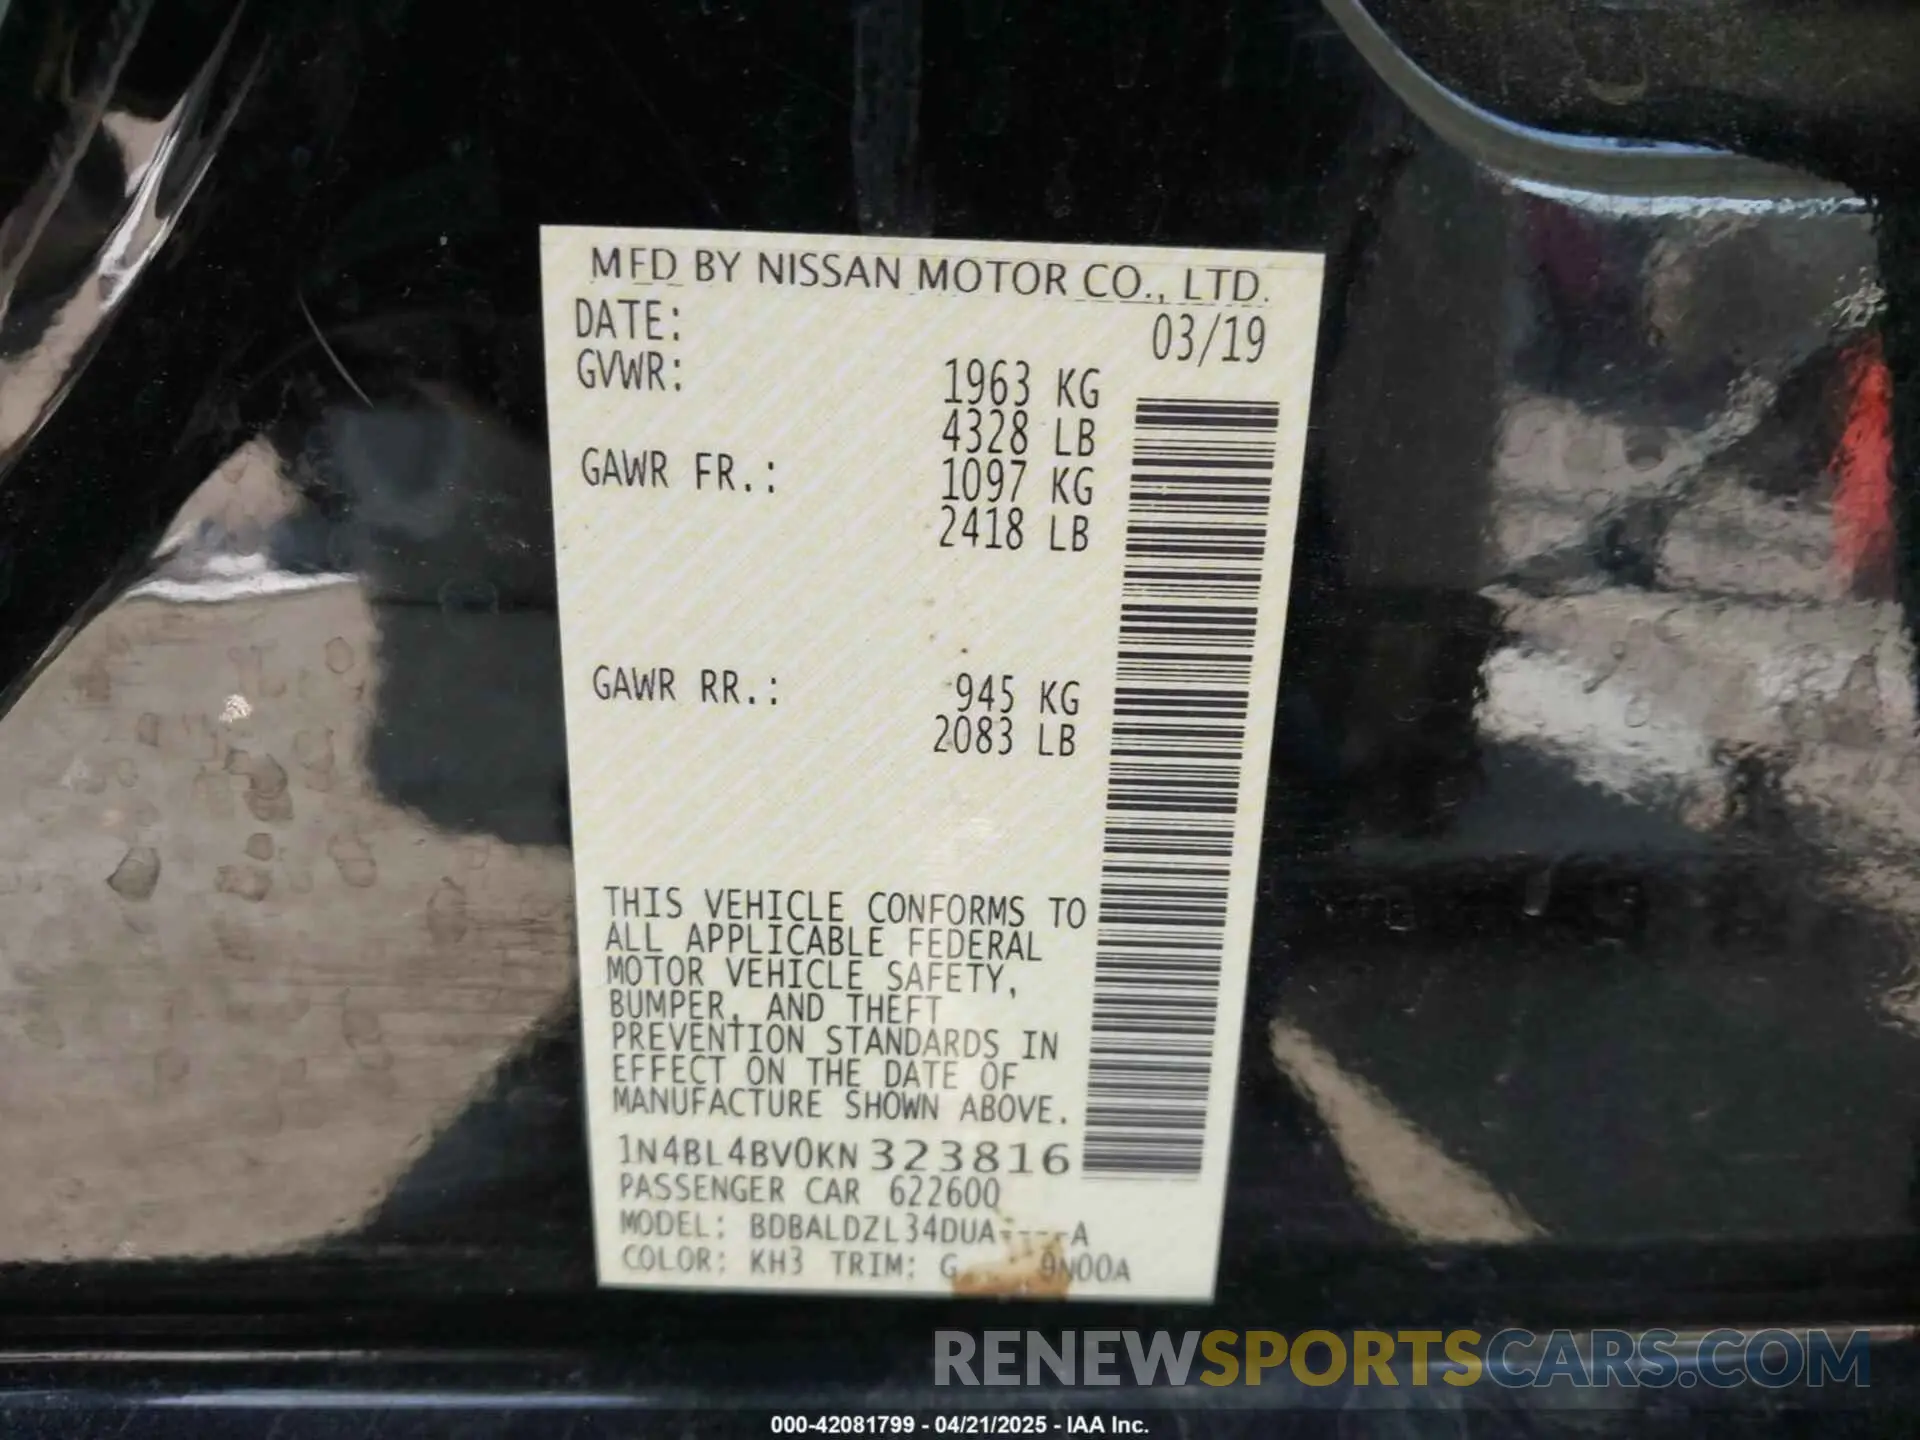 MFD BY NISSAN MOTOR CO., LTD.
DATE: 03/19
GVWR: 1963 KG
4328 LB
GAWR FR.: 1097 KG
2418 LB
GAWR RR.: 945 KG
2083 LB
THIS VEHICLE CONFORMS TO
ALL APPLICABLE FEDERAL
MOTOR VEHICLE SAFETY,
BUMPER, AND THEFT
PREVENTION STANDARDS IN
EFFECT ON THE DATE OF
MANUFACTURE SHOWN ABOVE.
1N4BL4BV0KN323816
PASSENGER CAR 622600
MODEL: BDBALDZL34DUA----A
COLOR: KH3 TRIM: G 9N00A
RENEWSPORTSCARS.COM
000-42081799 - 04/21/2025 - IAA Inc.